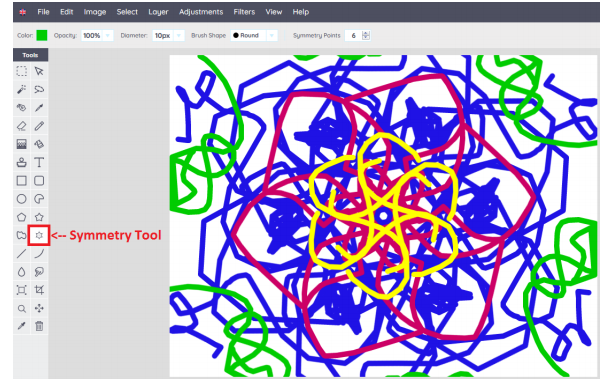 File Edit Image Select Layer Adjustments Filters View Help
Color: Opacity: 100% Diameter: 10px Brush Shape Round Symmetry Points 6
Tools
T
<-- Symmetry Tool